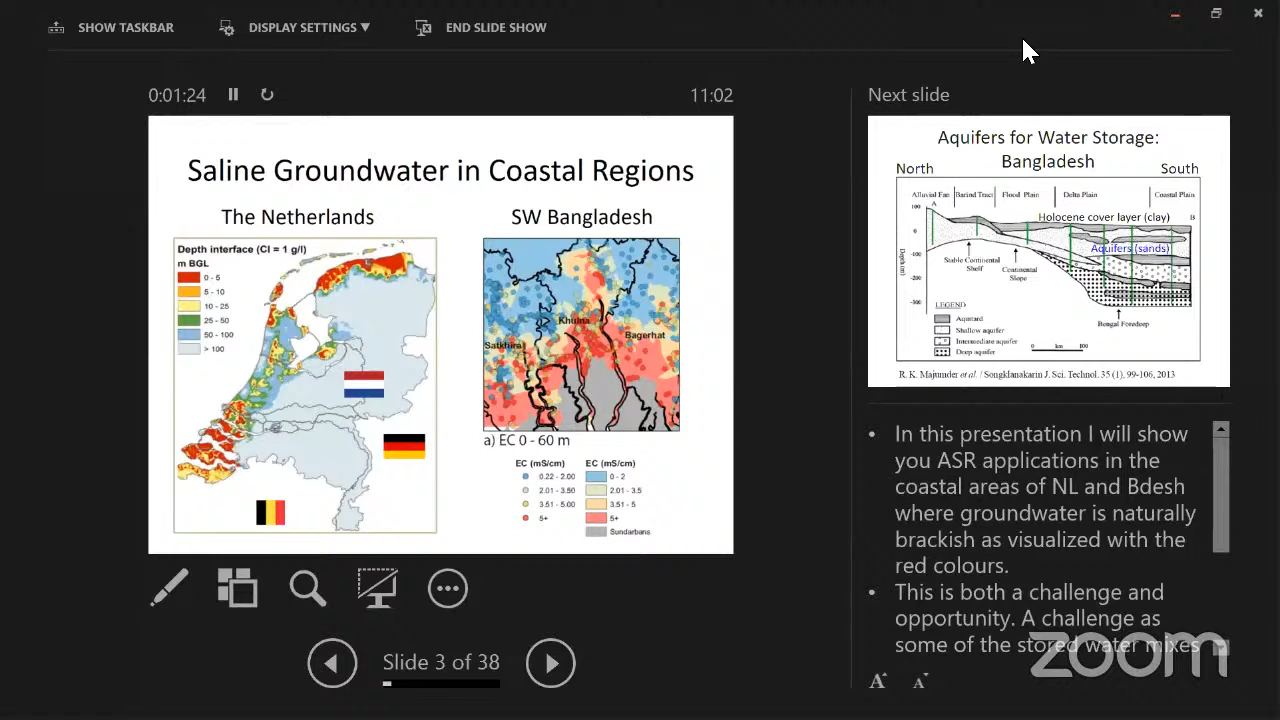 SHOW TASKBAR
DISPLAY SETTINGS ▼
END SLIDE SHOW
0:01:24
11:02
Saline Groundwater in Coastal Regions
The Netherlands
Depth interface (Cl = 1 g/l)
m BGL
0 - 5
5 - 10
10 - 25
25 - 50
50 - 100
> 100
SW Bangladesh
Khulna
Satkhira
Bagerhat
a) EC 0 - 60 m
EC (mS/cm)
0.22 - 2.00
2.01 - 3.50
3.51 - 5.00
5+
EC (mS/cm)
0 - 2
2.01 - 3.5
3.51 - 5
5+
Sundarbans
Slide 3 of 38
Next slide
Aquifers for Water Storage:
Bangladesh
North
South
Alluvial Fan
Barind Tract
Flood Plain
Delta Plain
Coastal Plain
A
B
100
0
-100
-200
-300
Depth(m)
Holocene cover layer (clay)
Aquifers (sands)
Stable Continental
Shelf
Continental
Slope
Bengal Foredeep
LEGEND
Aquitard
Shallow aquifer
Intermediate aquifer
Deep aquifer
0 km 100
R. K. Majumder et al. / Songklanakarin J. Sci. Technol. 35 (1), 99-106, 2013
• In this presentation I will show
you ASR applications in the
coastal areas of NL and Bdesh
where groundwater is naturally
brackish as visualized with the
red colours.
• This is both a challenge and
opportunity. A challenge as
some of the stored water mixes
A A
zoom